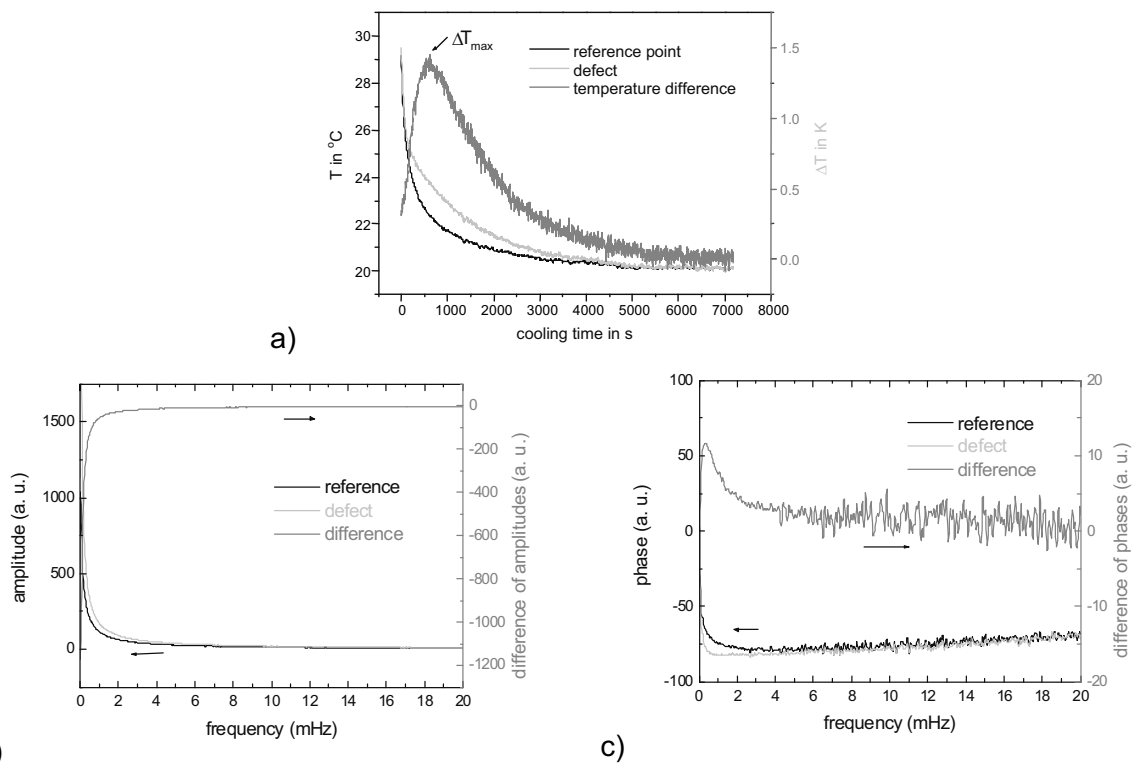 ΔTmax
reference point
defect
temperature difference
T in °C
30
28
26
24
22
20
1.5
1.0
0.5
0.0
ΔT in K
0 1000 2000 3000 4000 5000 6000 7000 8000
cooling time in s
a)
amplitude (a. u.)
1500
1000
500
0
reference
defect
difference
0
-200
-400
-600
-800
-1000
-1200
difference of amplitudes (a. u.)
0 2 4 6 8 10 12 14 16 18 20
frequency (mHz)
)
phase (a. u.)
100
50
0
-50
-100
reference
defect
difference
20
10
0
-10
-20
difference of phases (a. u.)
0 2 4 6 8 10 12 14 16 18 20
frequency (mHz)
c)